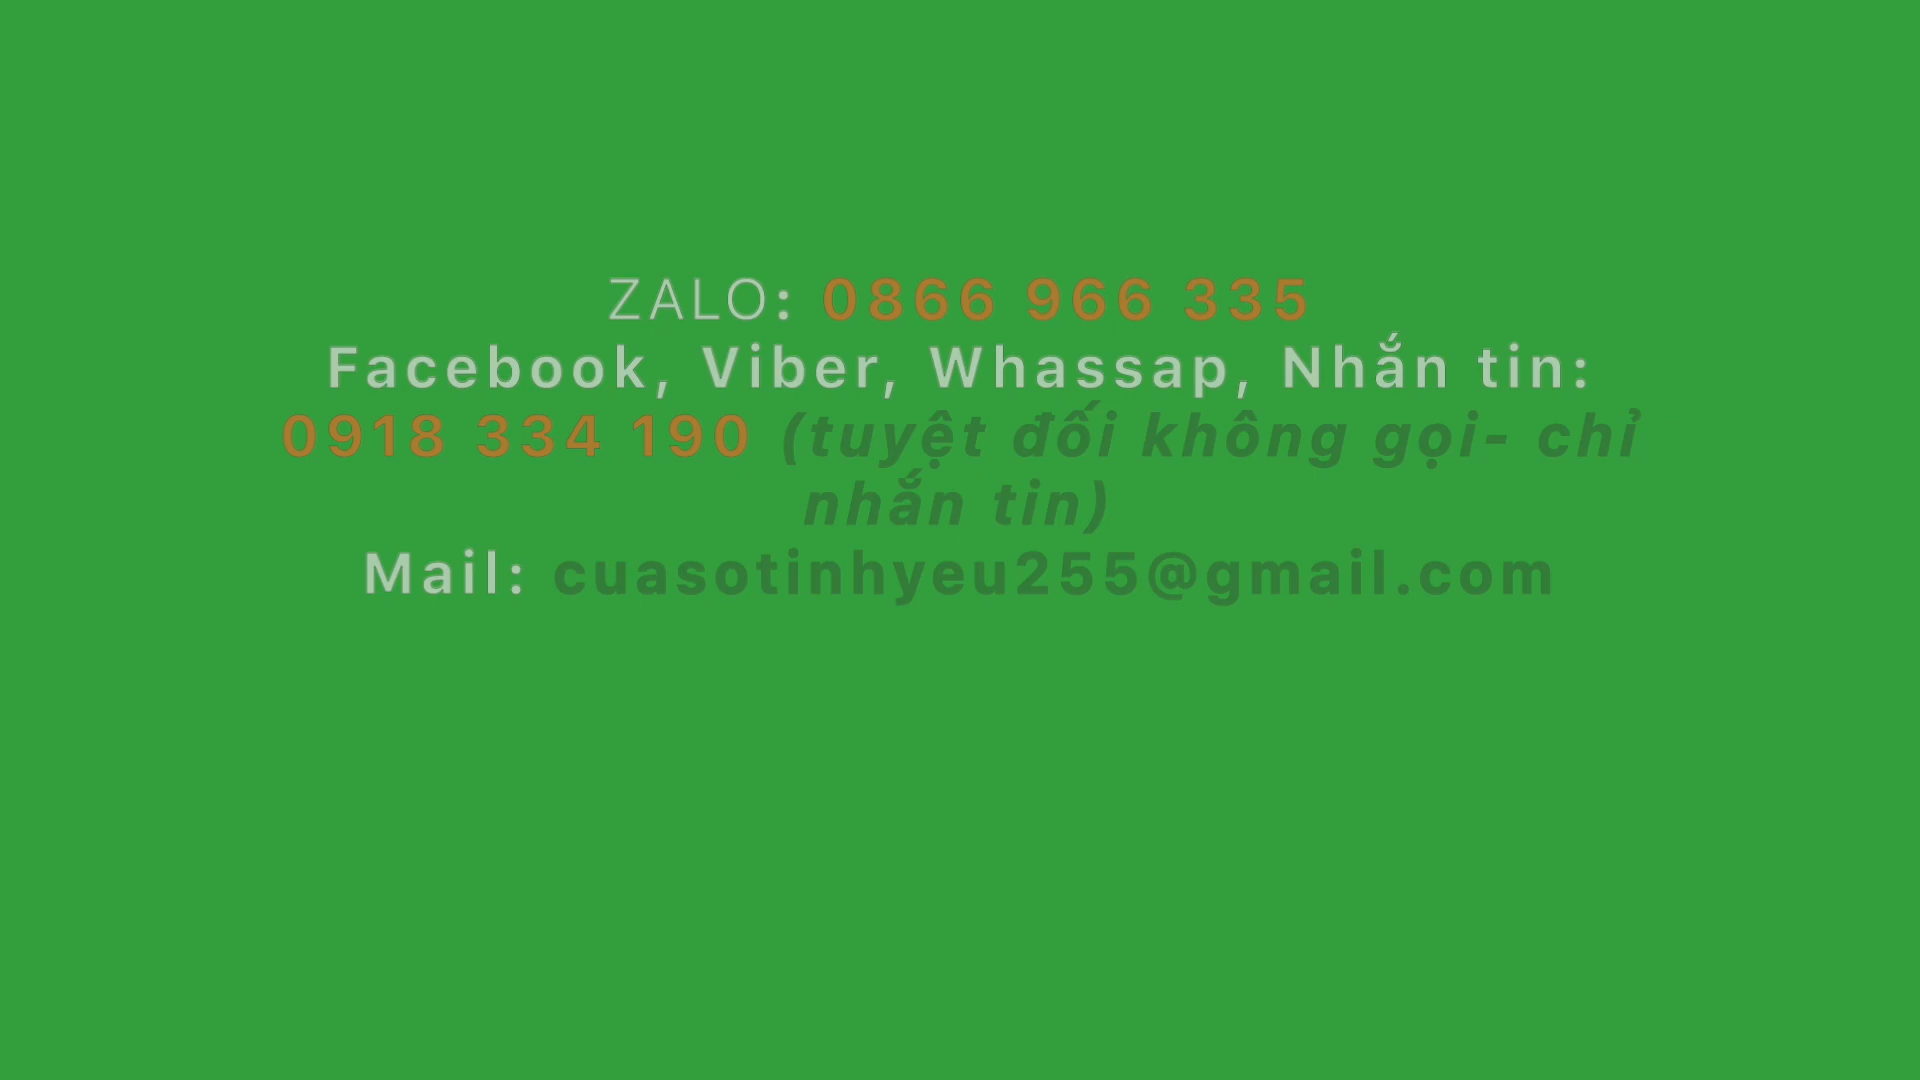 ZALO: 0866 966 335
Facebook, Viber, Whassap, Nhắn tin:
0918 334 190 (tuyệt đối không gọi- chỉ
nhắn tin)
Mail: cuasotinhyeu255@gmail.com